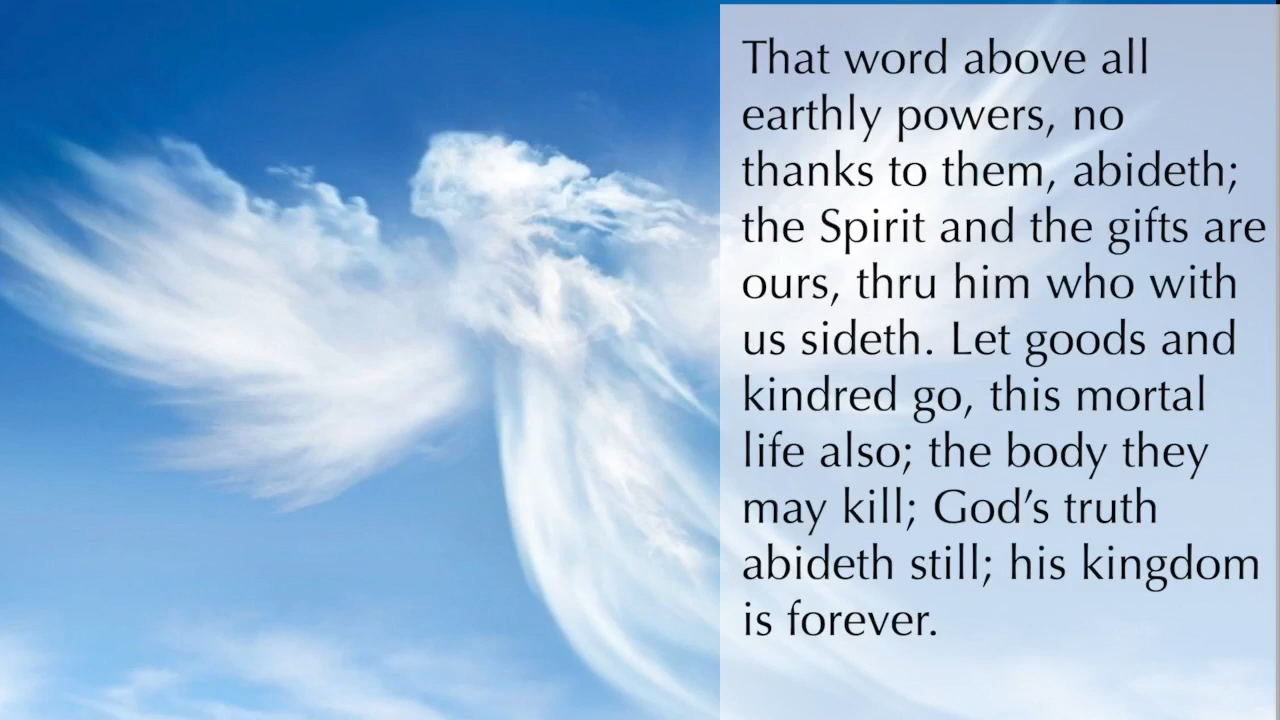 That word above all
earthly powers, no
thanks to them, abideth;
the Spirit and the gifts are
ours, thru him who with
us sideth. Let goods and
kindred go, this mortal
life also; the body they
may kill; God’s truth
abideth still; his kingdom
is forever.